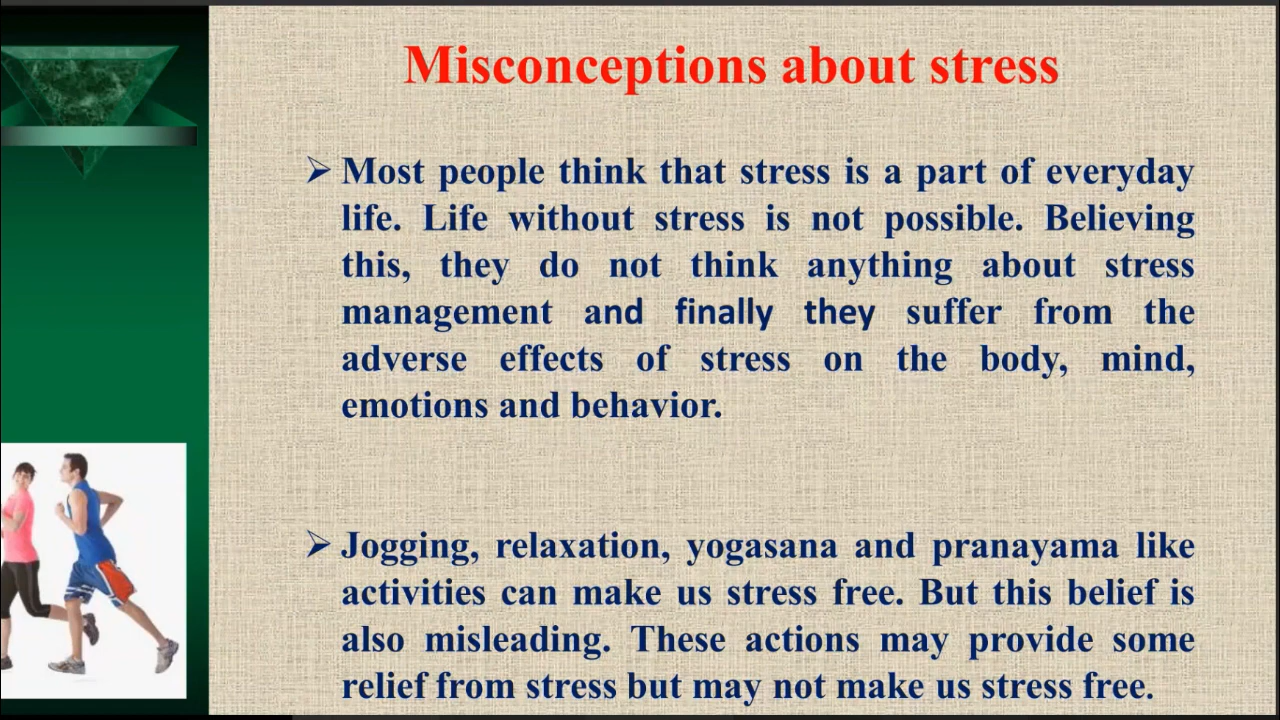 Misconceptions about stress
➢ Most people think that stress is a part of everyday
life. Life without stress is not possible. Believing
this, they do not think anything about stress
management and finally they suffer from the
adverse effects of stress on the body, mind,
emotions and behavior.
➢ Jogging, relaxation, yogasana and pranayama like
activities can make us stress free. But this belief is
also misleading. These actions may provide some
relief from stress but may not make us stress free.